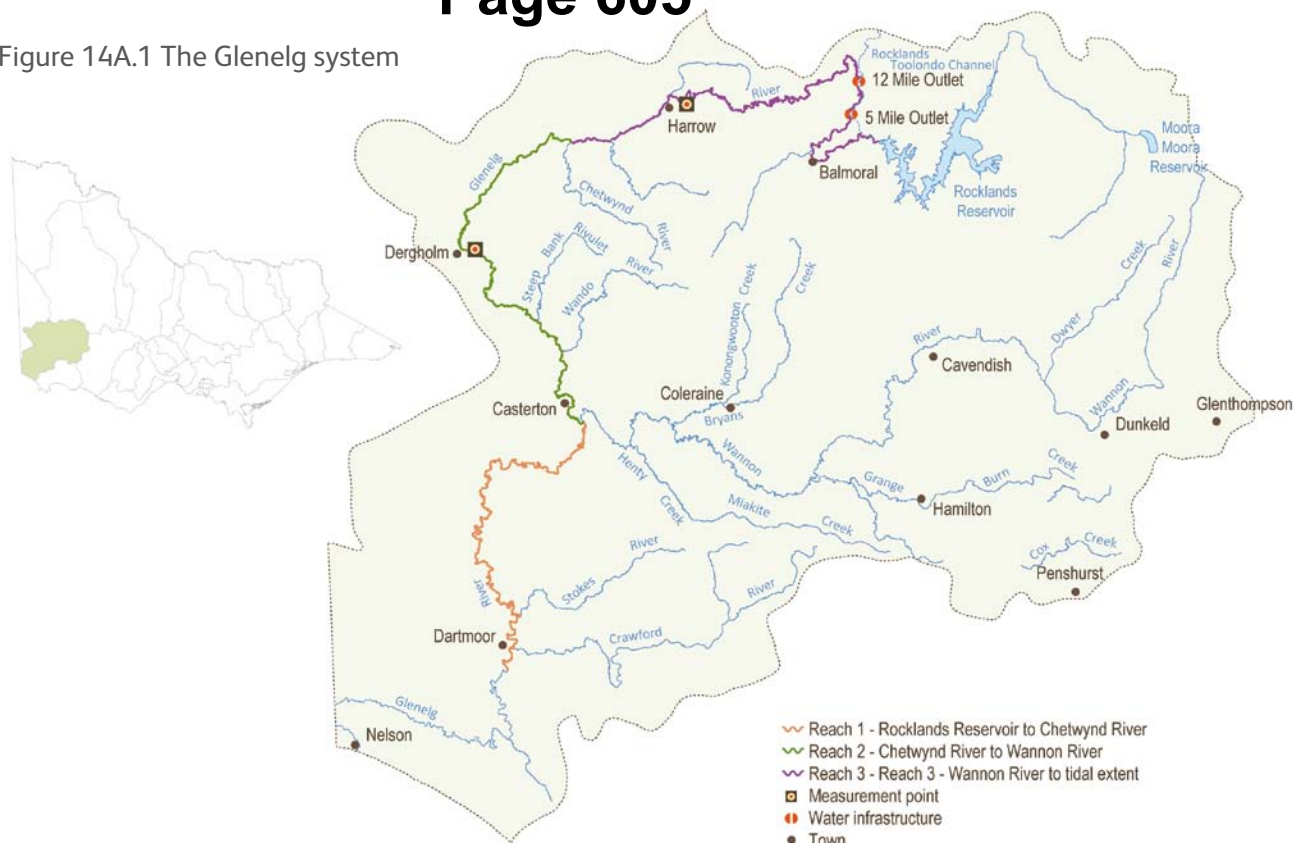 Page 605
Figure 14A.1 The Glenelg system
Rocklands
Toolondo Channel
12 Mile Outlet
River
Harrow
5 Mile Outlet
Moora
Moora
Reservoir
Balmoral
Rocklands
Reservoir
Glenelg
Chetwynd
River
Dergholm
Steep Bank Rivulet
Wando River
Konongwooton Creek
Creek
Dwyer Creek
River
River
Cavendish
Casterton
Coleraine
Bryans
Wannon
Dunkeld
Glenthompson
Wannon
Henty
Creek
Grange Burn Creek
Hamilton
Miakite Creek
Cox Creek
Penshurst
River
Stokes River
River
Dartmoor
Crawford
Glenelg
Nelson
Reach 1 - Rocklands Reservoir to Chetwynd River
Reach 2 - Chetwynd River to Wannon River
Reach 3 - Reach 3 - Wannon River to tidal extent
Measurement point
Water infrastructure
Town